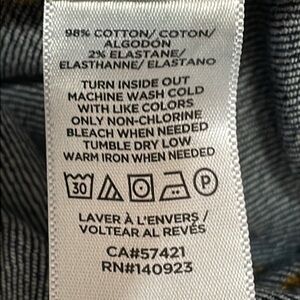 98% COTTON/ COTON/
ALGODÓN
2% ELASTANE/
ELASTHANNE/ ELASTANO
TURN INSIDE OUT
MACHINE WASH COLD
WITH LIKE COLORS
ONLY NON-CHLORINE
BLEACH WHEN NEEDED
TUMBLE DRY LOW
WARM IRON WHEN NEEDED
30 P
LAVER À L'ENVERS /
VOLTEAR AL REVÉS
CA#57421
RN#140923